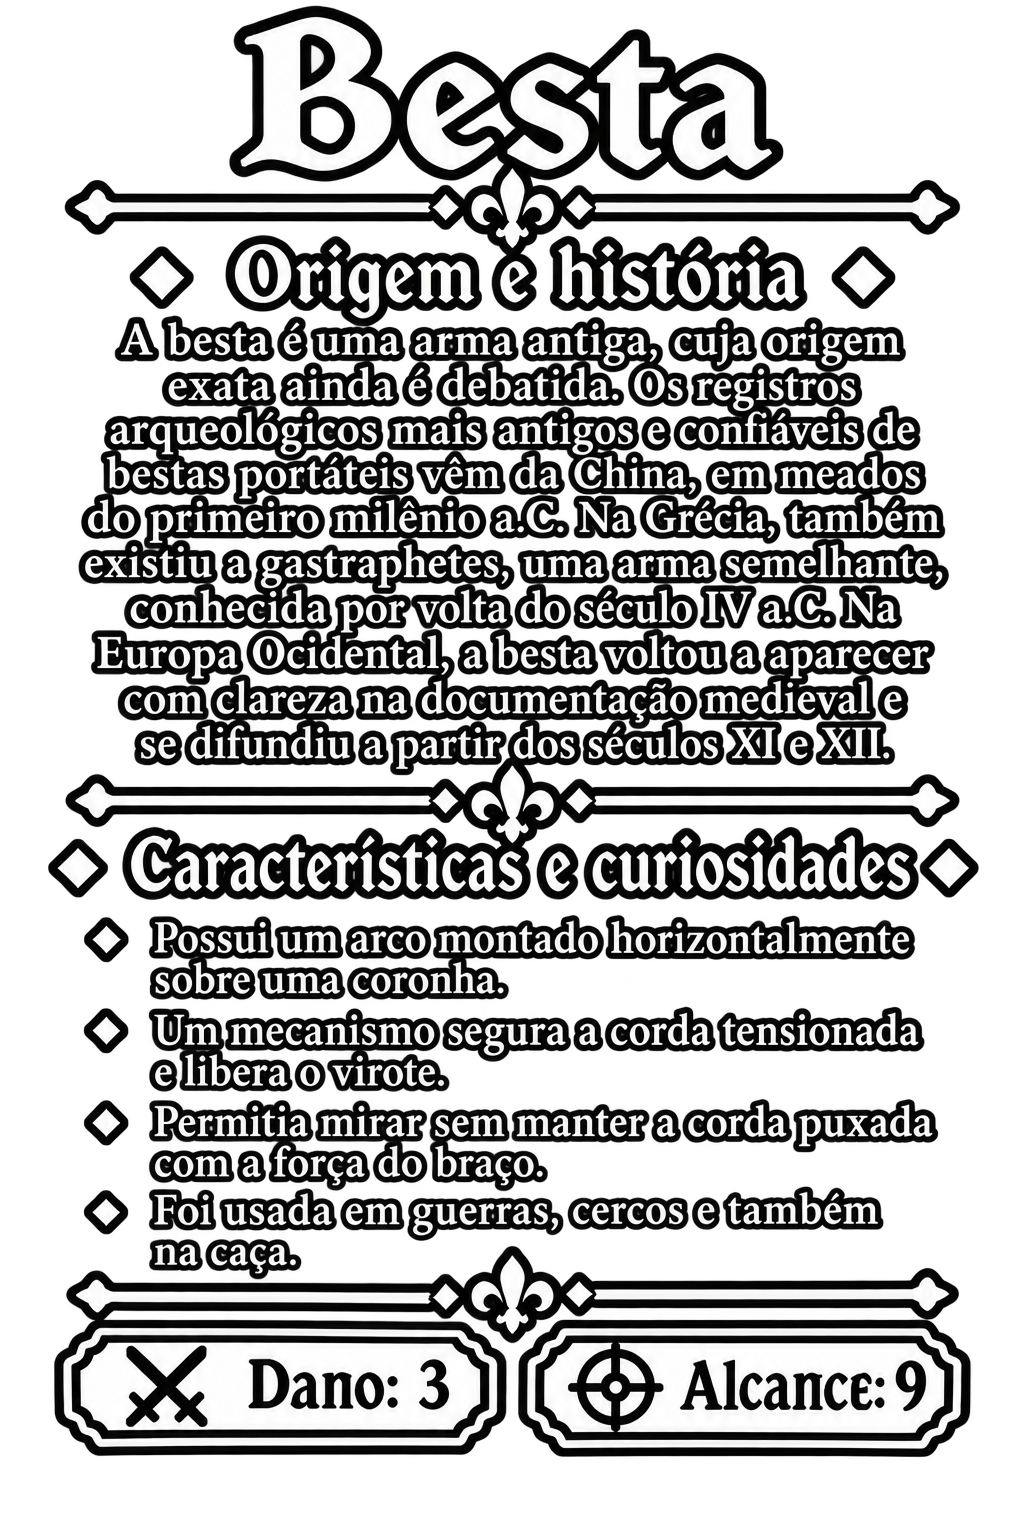 Besta
Origem e história
A besta é uma arma antiga, cuja origem
exata ainda é debatida. Os registros
arqueológicos mais antigos e confiáveis de
bestas portáteis vêm da China, em meados
do primeiro milênio a.C. Na Grécia, também
existiu a gastraphetes, uma arma semelhante,
conhecida por volta do século IV a.C. Na
Europa Ocidental, a besta voltou a aparecer
com clareza na documentação medieval e
se difundiu a partir dos séculos XI e XII.
Características e curiosidades
Possui um arco montado horizontalmente
sobre uma coronha.
Um mecanismo segura a corda tensionada
e libera o virote.
Permitia mirar sem manter a corda puxada
com a força do braço.
Foi usada em guerras, cercos e também
na caça.
Dano: 3
Alcance: 9